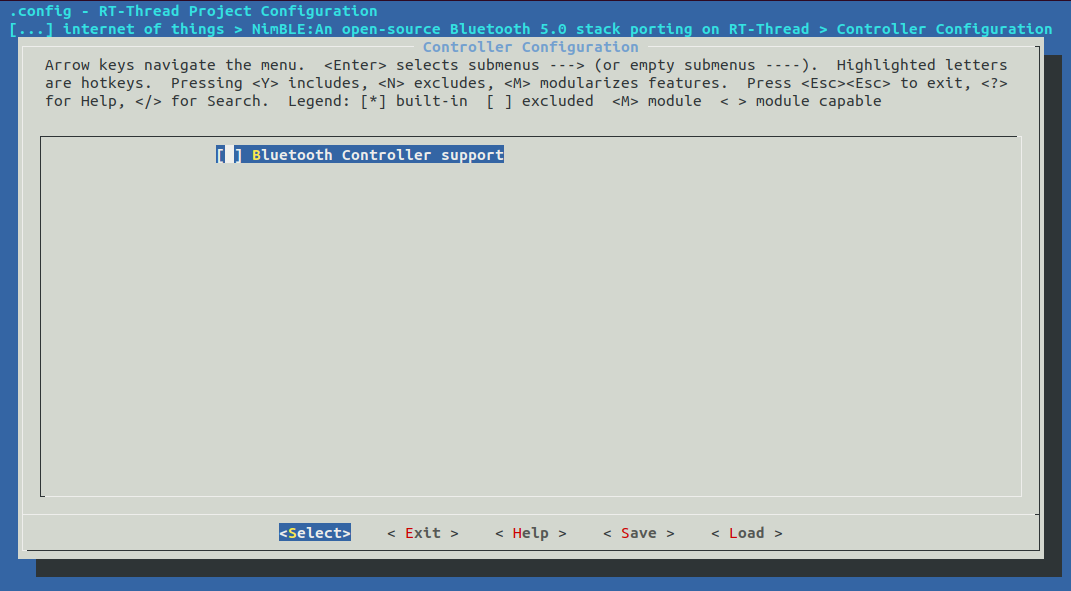 .config - RT-Thread Project Configuration
[...] internet of things > NimBLE:An open-source Bluetooth 5.0 stack porting on RT-Thread > Controller Configuration
Controller Configuration
Arrow keys navigate the menu.  <Enter> selects submenus ---> (or empty submenus ----).  Highlighted letters
are hotkeys.  Pressing <Y> includes, <N> excludes, <M> modularizes features.  Press <Esc><Esc> to exit, <?>
for Help, </> for Search.  Legend: [*] built-in  [ ] excluded  <M> module  < > module capable
[ ] Bluetooth Controller support
<Select>    < Exit >    < Help >    < Save >    < Load >